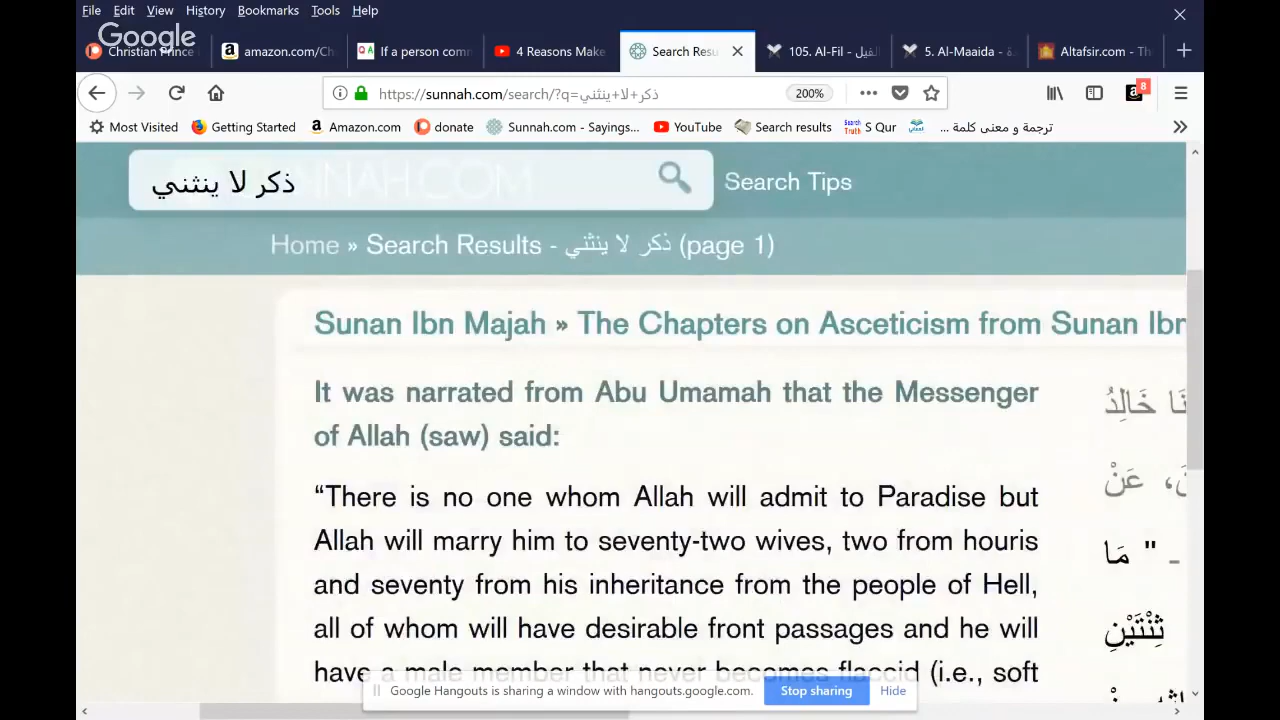 File Edit View History Bookmarks Tools Help
Google
Christian Prince amazon.com/Ch If a person com 4 Reasons Make Search Resu 105. Al-Fil - الفيل 5. Al-Maaida - Altafsir.com - Th
https://sunnah.com/search/?q=ذكر+لا+ينثني 200% 8
Most Visited Getting Started Amazon.com donate Sunnah.com - Sayings... YouTube Search results Search Truth S Qur ترجمة و معنى كلمة ...
ذكر لا ينثني Search Tips
Home » Search Results - ذكر لا ينثني (page 1)
Sunan Ibn Majah » The Chapters on Asceticism from Sunan Ibn
It was narrated from Abu Umamah that the Messenger
of Allah (saw) said:
“There is no one whom Allah will admit to Paradise but
Allah will marry him to seventy-two wives, two from houris
and seventy from his inheritance from the people of Hell,
all of whom will have desirable front passages and he will
have a male member that never becomes flaccid (i.e., soft
نَا خَالِدُ
عَنْ
- " مَا
ثِنْتَيْنِ
Google Hangouts is sharing a window with hangouts.google.com. Stop sharing Hide